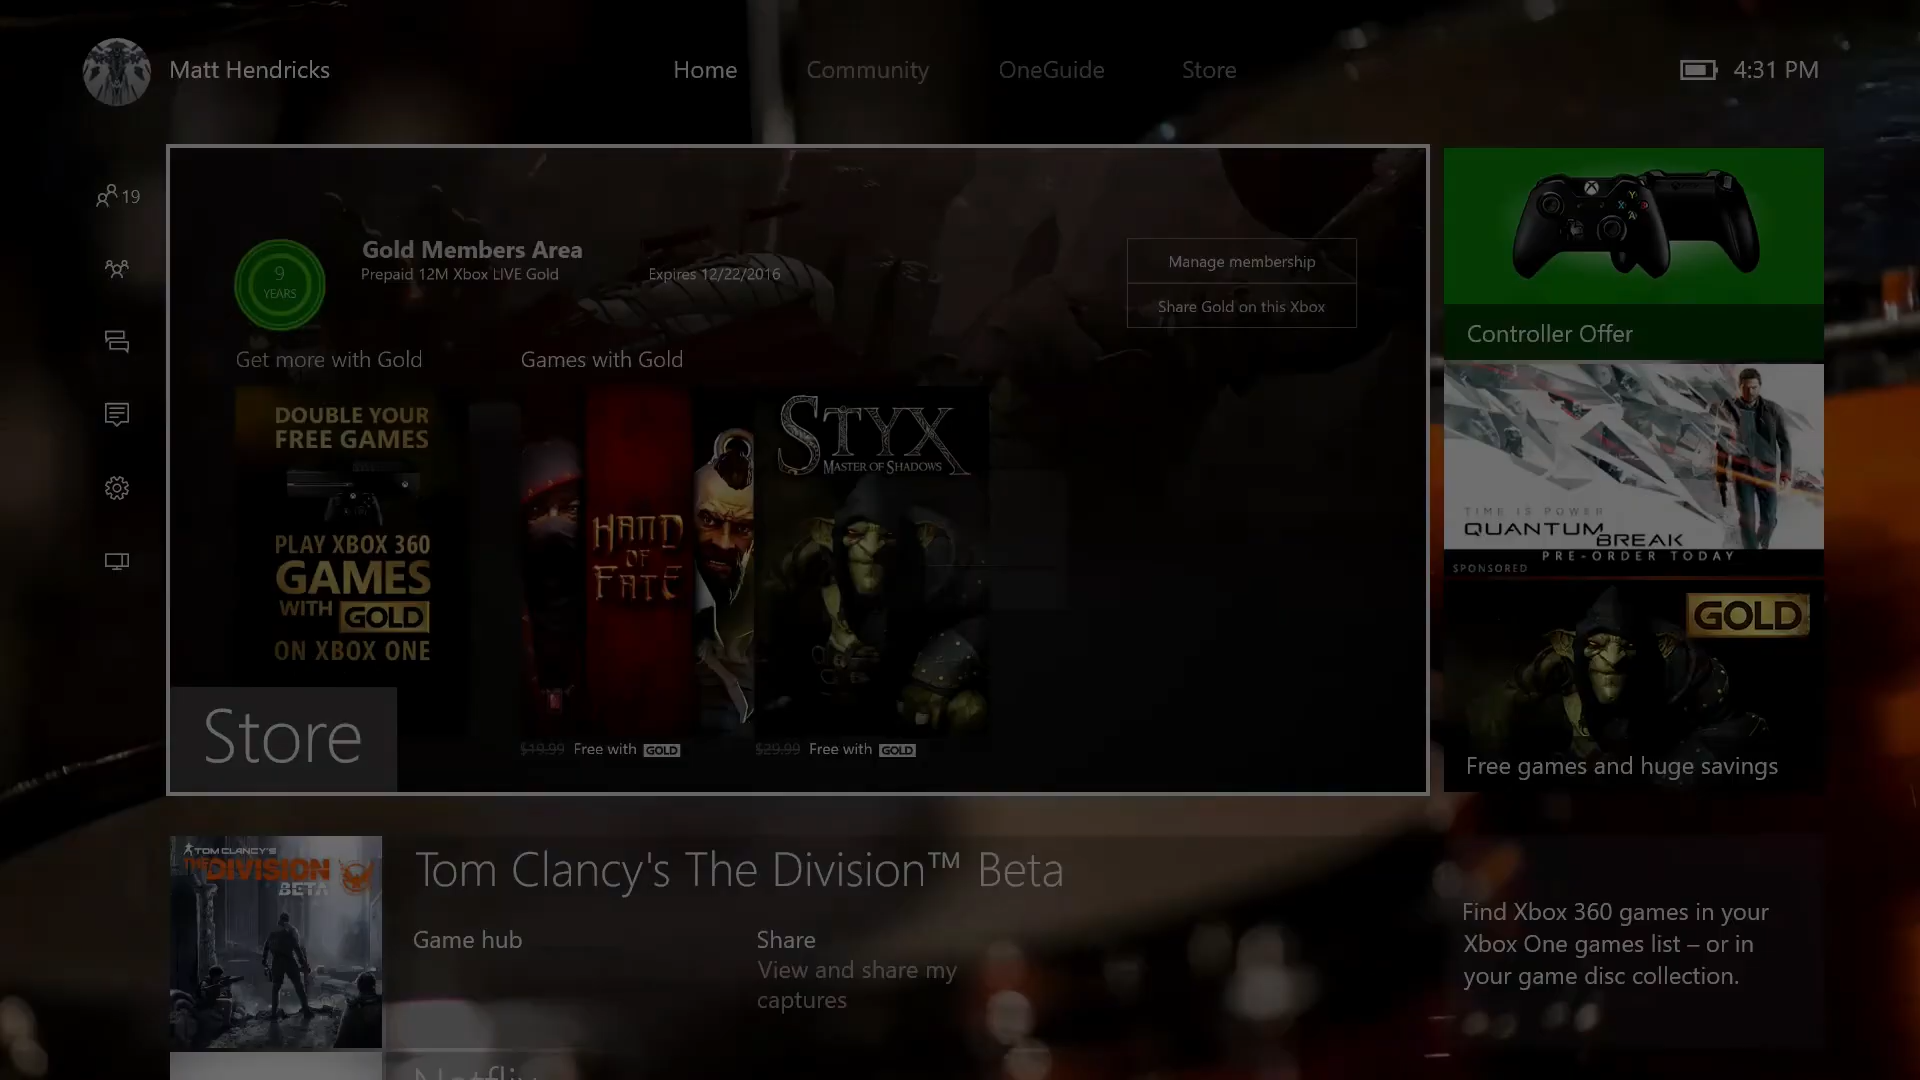 Matt Hendricks
Home
Community
OneGuide
Store
4:31 PM
19
9
YEARS
Gold Members Area
Prepaid 12M Xbox LIVE Gold
Expires 12/22/2016
Manage membership
Share Gold on this Xbox
Get more with Gold
Games with Gold
DOUBLE YOUR
FREE GAMES
PLAY XBOX 360
GAMES
WITH GOLD
ON XBOX ONE
HAND
OF
FATE
STYX
MASTER OF SHADOWS
$19.99 Free with GOLD
$29.99 Free with GOLD
Store
Controller Offer
TIME IS POWER
QUANTUM
BREAK
PRE-ORDER TODAY
SPONSORED
GOLD
Free games and huge savings
TOM CLANCY'S
THE DIVISION
BETA
Tom Clancy's The Division™ Beta
Game hub
Share
View and share my
captures
Find Xbox 360 games in your
Xbox One games list – or in
your game disc collection.
Netflix